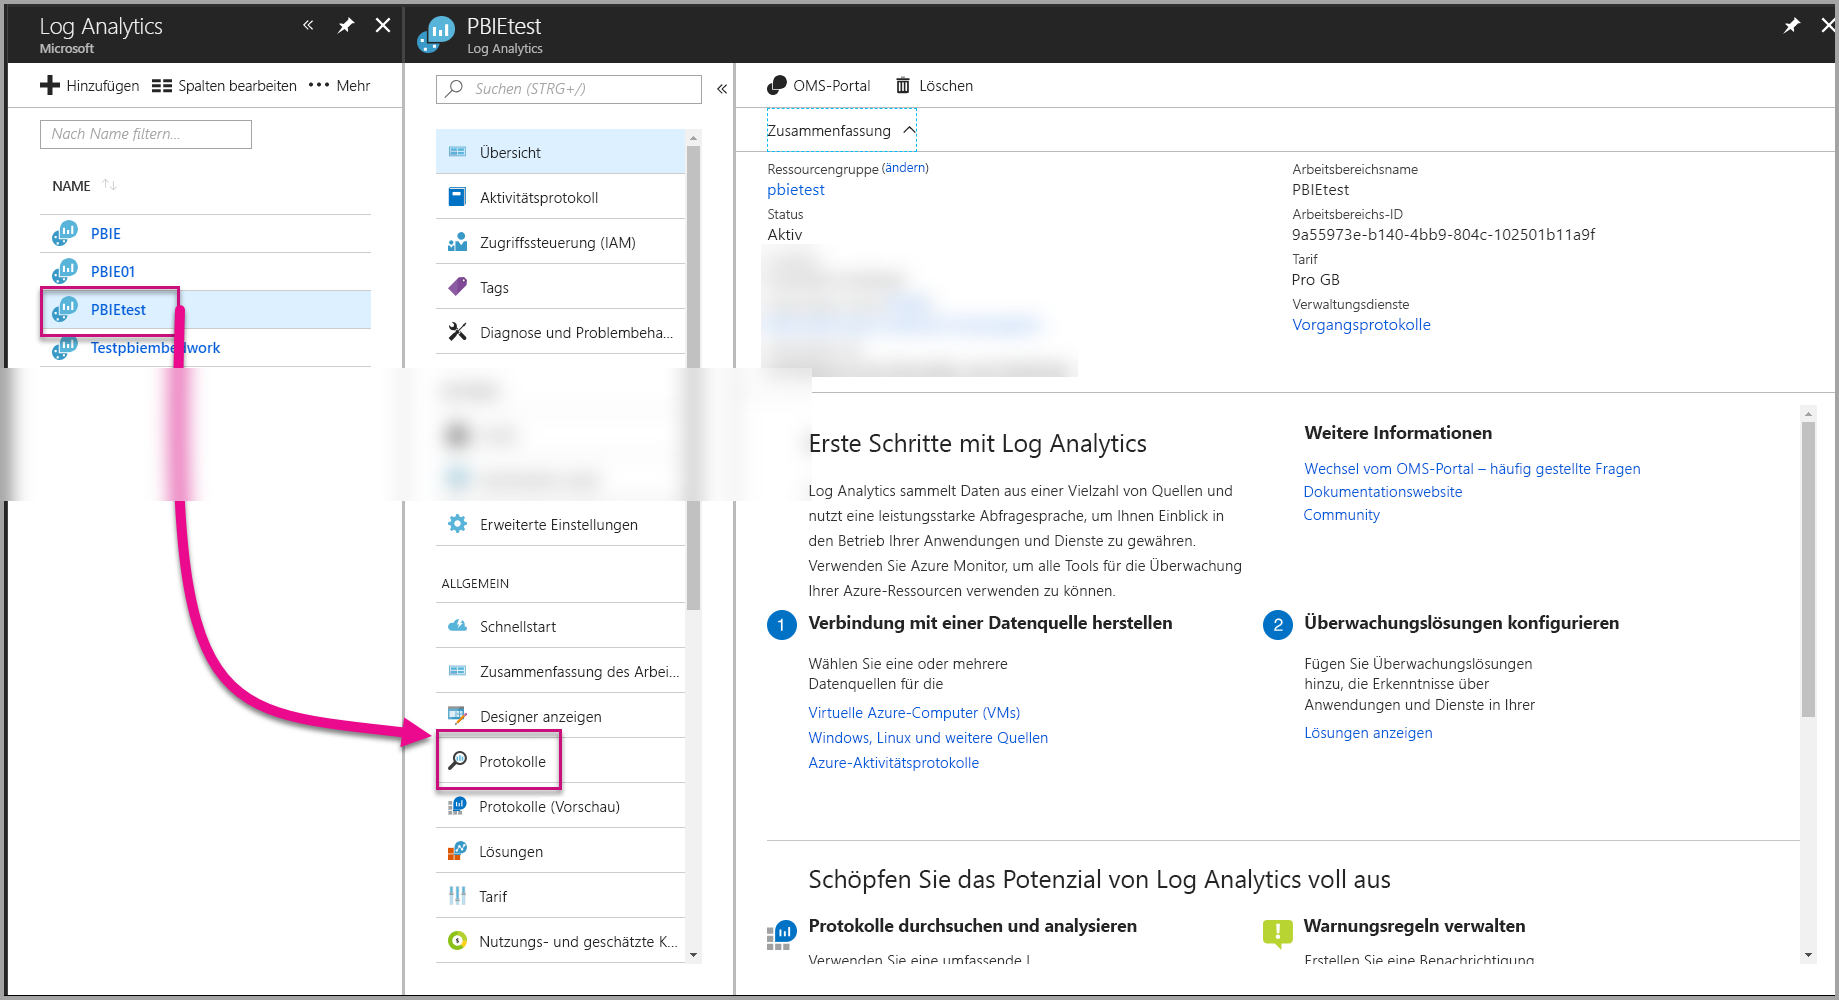 Log Analytics
Microsoft
Hinzufügen
Spalten bearbeiten
Mehr
Nach Name filtern...
NAME
PBIE
PBIE01
PBIEtest
Testpbiembedwork
PBIEtest
Log Analytics
Suchen (STRG+/)
Übersicht
Aktivitätsprotokoll
Zugriffssteuerung (IAM)
Tags
Diagnose und Problembeha...
Erweiterte Einstellungen
ALLGEMEIN
Schnellstart
Zusammenfassung des Arbei...
Designer anzeigen
Protokolle
Protokolle (Vorschau)
Lösungen
Tarif
Nutzungs- und geschätzte K...
OMS-Portal
Löschen
Zusammenfassung
Ressourcengruppe (ändern)
pbietest
Status
Aktiv
Arbeitsbereichsname
PBIEtest
Arbeitsbereichs-ID
9a55973e-b140-4bb9-804c-102501b11a9f
Tarif
Pro GB
Verwaltungsdienste
Vorgangsprotokolle
Erste Schritte mit Log Analytics
Log Analytics sammelt Daten aus einer Vielzahl von Quellen und
nutzt eine leistungsstarke Abfragesprache, um Ihnen Einblick in
den Betrieb Ihrer Anwendungen und Dienste zu gewähren.
Verwenden Sie Azure Monitor, um alle Tools für die Überwachung
Ihrer Azure-Ressourcen verwenden zu können.
Weitere Informationen
Wechsel vom OMS-Portal – häufig gestellte Fragen
Dokumentationswebsite
Community
1
Verbindung mit einer Datenquelle herstellen
Wählen Sie eine oder mehrere
Datenquellen für die
Virtuelle Azure-Computer (VMs)
Windows, Linux und weitere Quellen
Azure-Aktivitätsprotokolle
2
Überwachungslösungen konfigurieren
Fügen Sie Überwachungslösungen
hinzu, die Erkenntnisse über
Anwendungen und Dienste in Ihrer
Lösungen anzeigen
Schöpfen Sie das Potenzial von Log Analytics voll aus
Protokolle durchsuchen und analysieren
Verwenden Sie eine umfassende
Warnungsregeln verwalten
Erstellen Sie eine Benachrichtigung